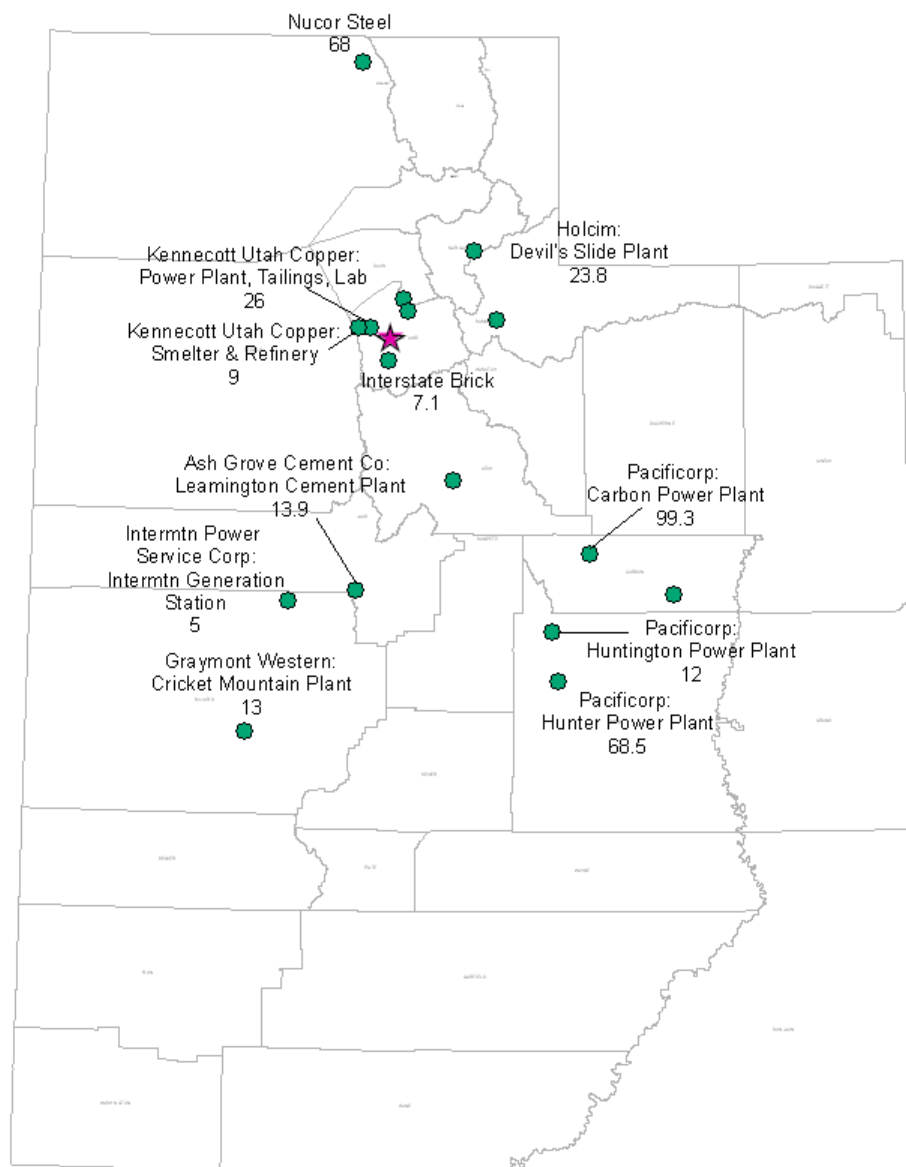 Nucor Steel
68
Holcim:
Devil's Slide Plant
23.8
Kennecott Utah Copper:
Power Plant, Tailings, Lab
26
Kennecott Utah Copper:
Smelter & Refinery
9
Interstate Brick
7.1
Ash Grove Cement Co:
Leamington Cement Plant
13.9
Pacificorp:
Carbon Power Plant
99.3
Intermtn Power
Service Corp:
Intermtn Generation
Station
5
Pacificorp:
Huntington Power Plant
12
Graymont Western:
Cricket Mountain Plant
13
Pacificorp:
Hunter Power Plant
68.5